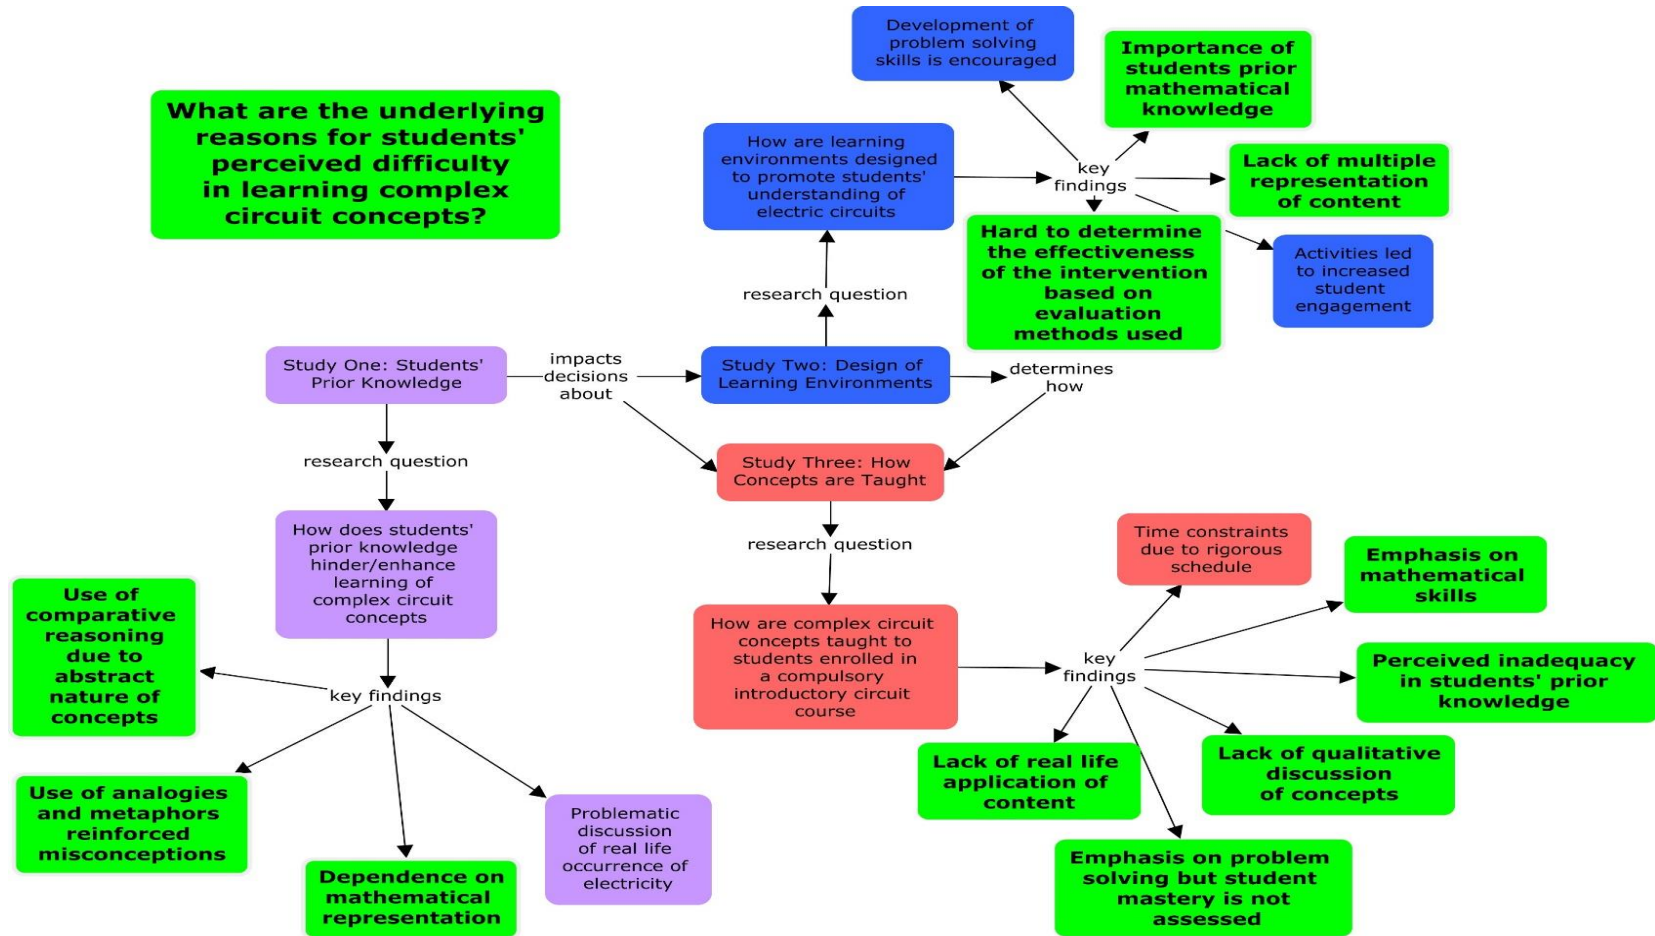 What are the underlying
reasons for students'
perceived difficulty
in learning complex
circuit concepts?
Development of
problem solving
skills is encouraged
Importance of
students prior
mathematical
knowledge
How are learning
environments designed
to promote students'
understanding of
electric circuits
key
findings
Lack of multiple
representation
of content
Hard to determine
the effectiveness
of the intervention
based on
evaluation
methods used
Activities led
to increased
student
engagement
research question
Study One: Students'
Prior Knowledge
impacts
decisions
about
Study Two: Design of
Learning Environments
determines
how
research question
Study Three: How
Concepts are Taught
How does students'
prior knowledge
hinder/enhance
learning of
complex circuit
concepts
research question
Time constraints
due to rigorous
schedule
Emphasis on
mathematical
skills
Use of
comparative
reasoning
due to
abstract
nature of
concepts
key findings
How are complex circuit
concepts taught to
students enrolled in
a compulsory
introductory circuit
course
key
findings
Perceived inadequacy
in students' prior
knowledge
Lack of real life
application of
content
Lack of qualitative
discussion
of concepts
Use of analogies
and metaphors
reinforced
misconceptions
Dependence on
mathematical
representation
Problematic
discussion
of real life
occurrence of
electricity
Emphasis on problem
solving but student
mastery is not
assessed